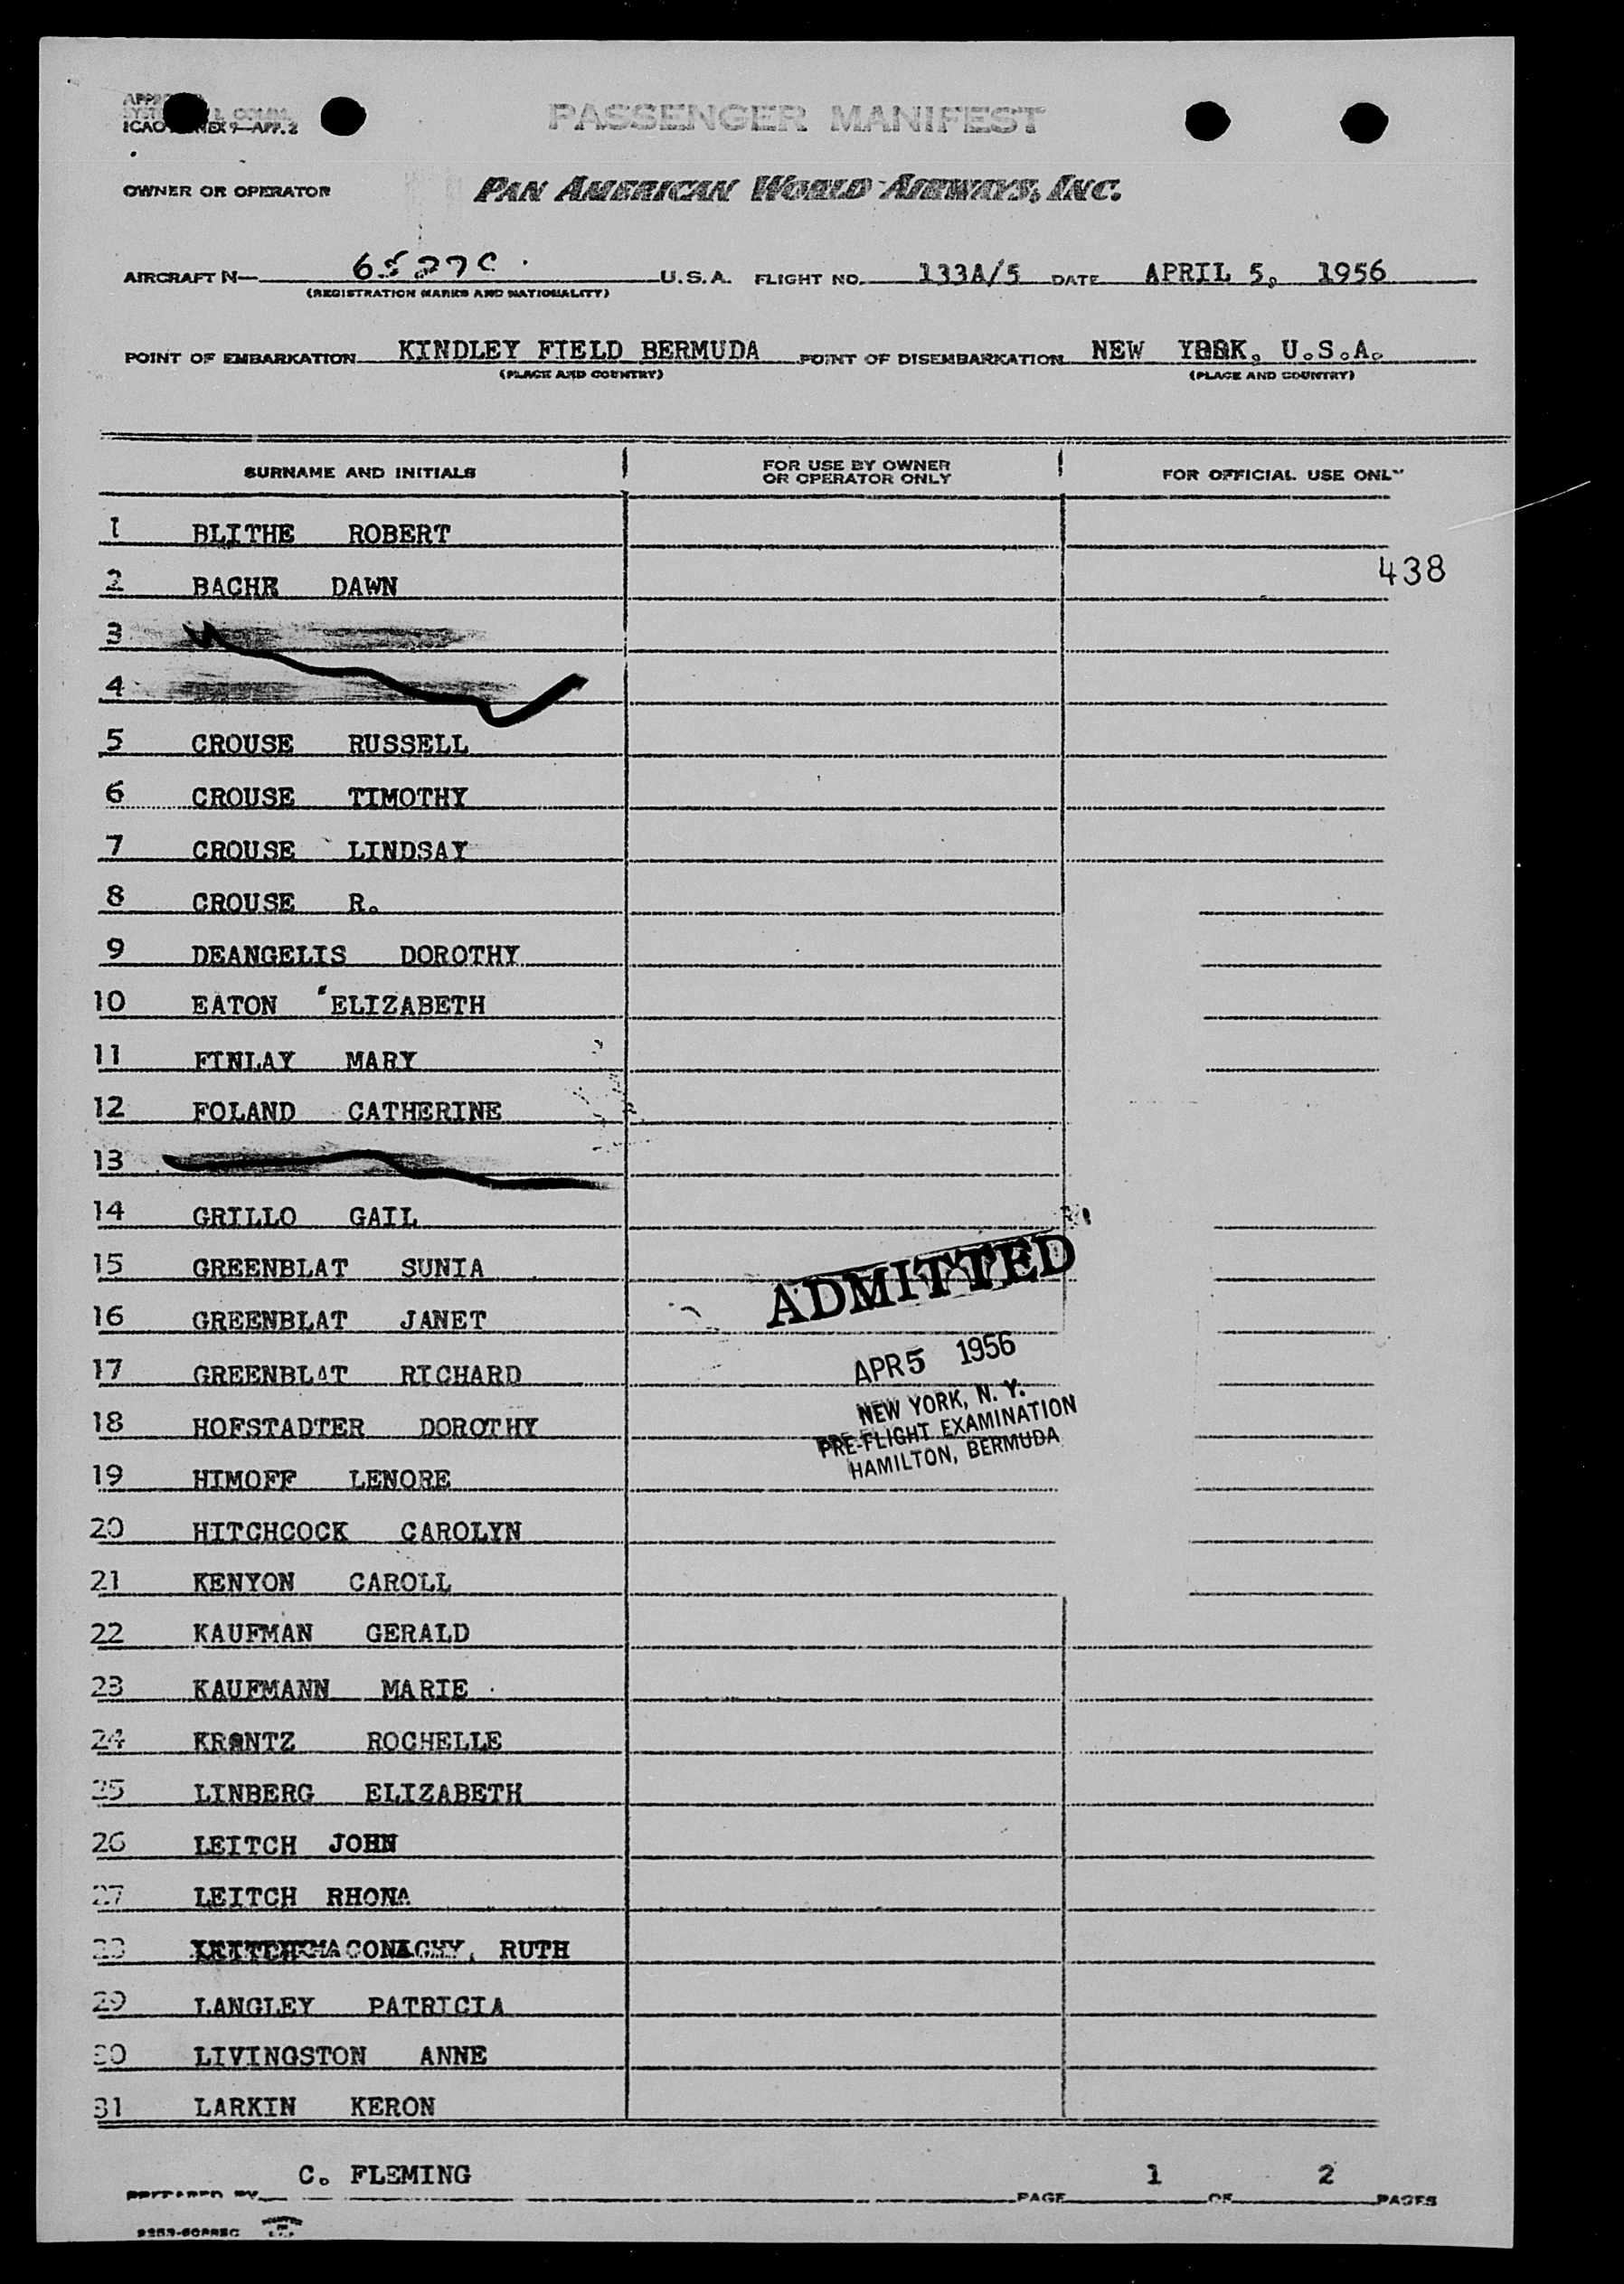 ICAO ANNEX 9—APP. 2
PASSENGER MANIFEST
OWNER OR OPERATOR PAN AMERICAN WORLD AIRWAYS, INC.
AIRCRAFT N— 6527C U.S.A. FLIGHT NO. 133A/5 DATE APRIL 5, 1956
(REGISTRATION MARKS AND NATIONALITY)
POINT OF EMBARKATION KINDLEY FIELD BERMUDA POINT OF DISEMBARKATION NEW YORK, U.S.A.
(PLACE AND COUNTRY) (PLACE AND COUNTRY)
SURNAME AND INITIALS FOR USE BY OWNER OR OPERATOR ONLY FOR OFFICIAL USE ONLY
1 BLITHE ROBERT
438
2 BACHR DAWN
3
4
5 CROUSE RUSSELL
6 CROUSE TIMOTHY
7 CROUSE LINDSAY
8 CROUSE R.
9 DEANGELIS DOROTHY
10 EATON ELIZABETH
11 FINLAY MARY
12 FOLAND CATHERINE
13
14 GRILLO GAIL
15 GREENBLAT SUNIA
16 GREENBLAT JANET
17 GREENBLAT RICHARD
18 HOFSTADTER DOROTHY
19 HIMOFF LENORE
20 HITCHCOCK CAROLYN
21 KENYON CAROLL
22 KAUFMAN GERALD
23 KAUFMANN MARIE
24 KRANTZ ROCHELLE
25 LINBERG ELIZABETH
26 LEITCH JOHN
27 LEITCH RHONA
28 MACONACHY, RUTH
29 LANGLEY PATRICIA
30 LIVINGSTON ANNE
31 LARKIN KERON
ADMITTED
APR 5 1956
NEW YORK, N. Y.
PRE-FLIGHT EXAMINATION
HAMILTON, BERMUDA
PREPARED BY C. FLEMING PAGE 1 OF 2 PAGES